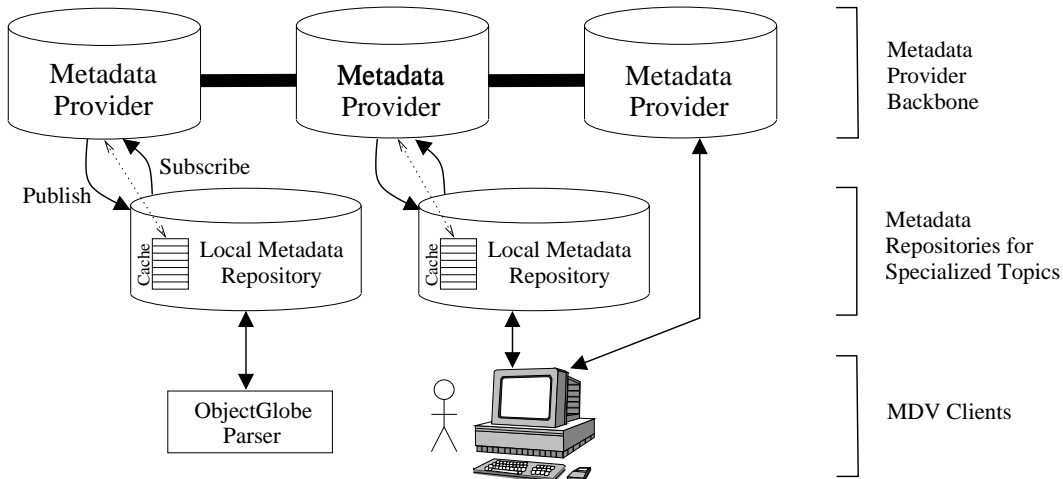 Metadata
Provider
Metadata
Provider
Metadata
Provider
Metadata
Provider
Backbone
Subscribe
Publish
Cache
Local Metadata
Repository
Cache
Local Metadata
Repository
Metadata
Repositories for
Specialized Topics
ObjectGlobe
Parser
MDV Clients